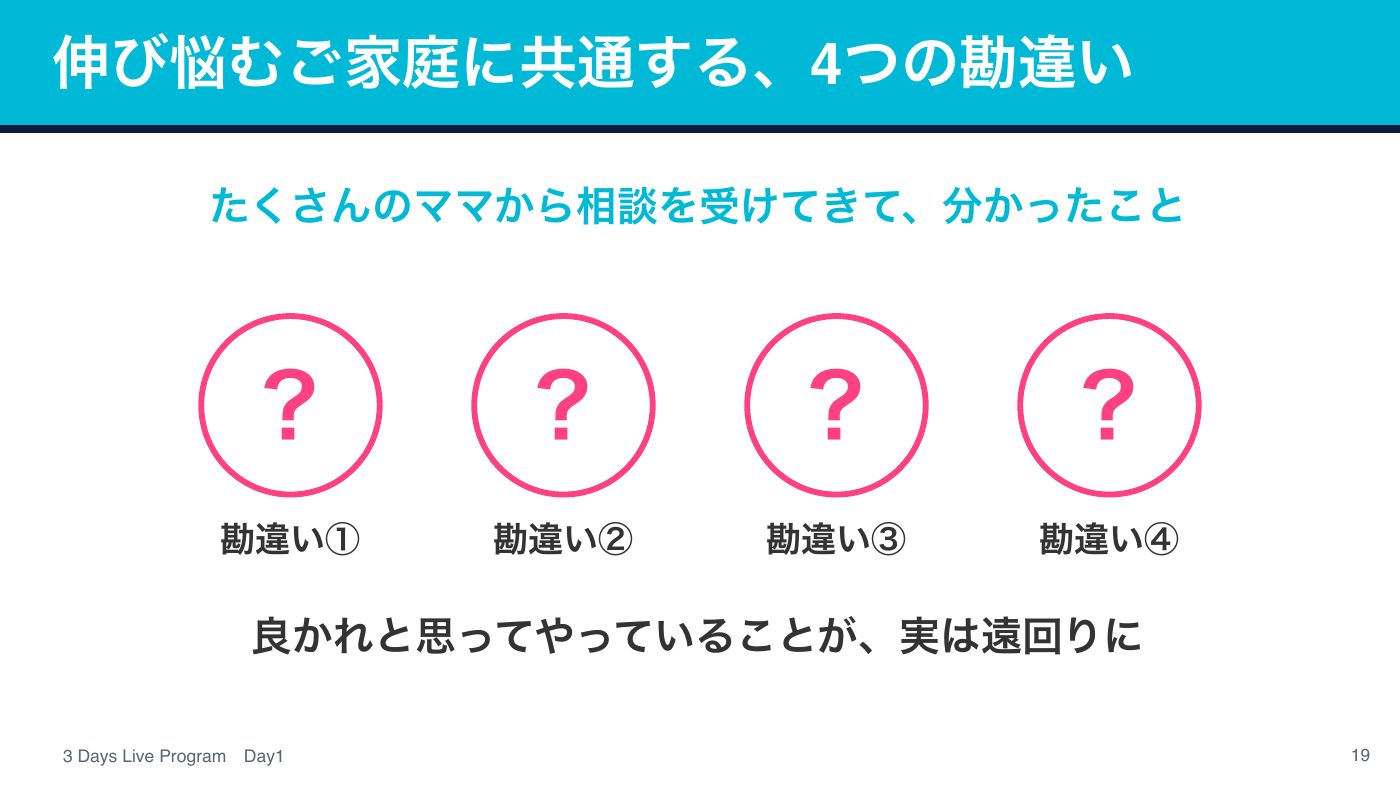 伸び悩むご家庭に共通する、4つの勘違い
たくさんのママから相談を受けてきて、分かったこと
? ? ? ?
勘違い① 勘違い② 勘違い③ 勘違い④
良かれと思ってやっていることが、実は遠回りに
3 Days Live Program　Day1
19